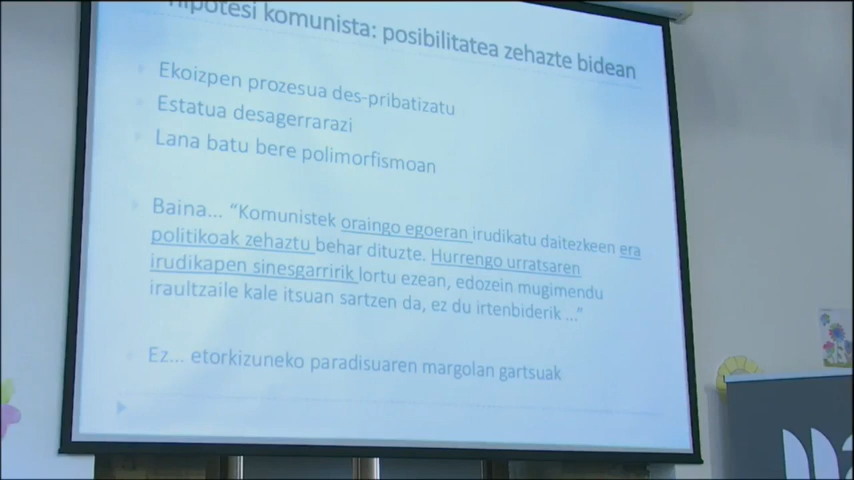 hipotesi komunista: posibilitatea zehazte bidean
Ekoizpen prozesua des-pribatizatu
Estatua desagerrarazi
Lana batu bere polimorfismoan
Baina... “Komunistek oraingo egoeran irudikatu daitezkeen era
politikoak zehaztu behar dituzte. Hurrengo urratsaren
irudikapen sinesgarririk lortu ezean, edozein mugimendu
iraultzaile kale itsuan sartzen da, ez du irtenbiderik ...”
Ez... etorkizuneko paradisuaren margolan gartsuak